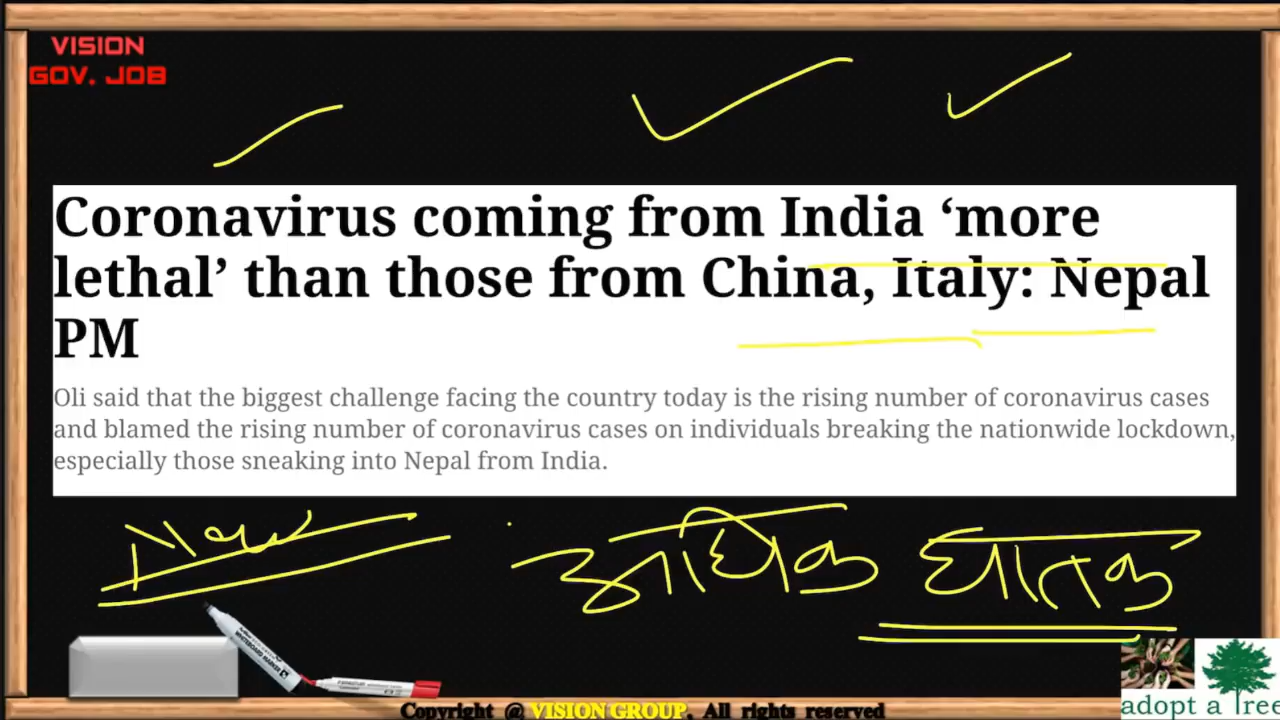 VISION
GOV. JOB
Coronavirus coming from India ‘more
lethal’ than those from China, Italy: Nepal
PM
Oli said that the biggest challenge facing the country today is the rising number of coronavirus cases
and blamed the rising number of coronavirus cases on individuals breaking the nationwide lockdown,
especially those sneaking into Nepal from India.
New अधिक घातक
adopt a Tree
Copyright @ VISION GROUP, All rights reserved